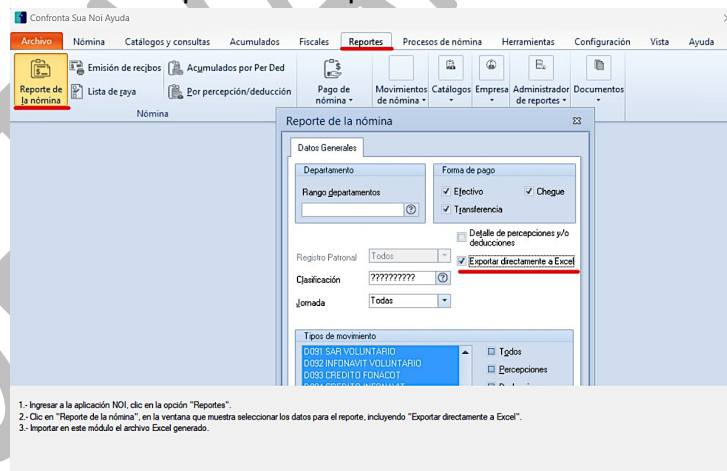 Confronta Sua Noi Ayuda
Archivo Nómina Catálogos y consultas Acumulados Fiscales Reportes Procesos de nómina Herramientas Configuración Vista Ayuda
Reporte de la nómina
Emisión de recibos
Lista de raya
Acumulados por Per Ded
Por percepción/deducción
Pago de nómina
Movimientos de nómina
Catálogos
Empresa
Administrador de reportes
Documentos
Nómina
Reporte de la nómina
Datos Generales
Departamento
Rango departamentos
Forma de pago
Efectivo
Cheque
Transferencia
Detalle de percepciones y/o
deducciones
Registro Patronal Todos
Exportar directamente a Excel
Clasificación ??????????
Jornada Todas
Tipos de movimiento
D091 SAR VOLUNTARIO
D092 INFONAVIT VOLUNTARIO
D093 CREDITO FONACOT
Todos
Percepciones
1.- Ingresar a la aplicación NOI, clic en la opción "Reportes".
2.- Clic en "Reporte de la nómina", en la ventana que muestra seleccionar los datos para el reporte, incluyendo "Exportar directamente a Excel".
3.- Importar en este módulo el archivo Excel generado.